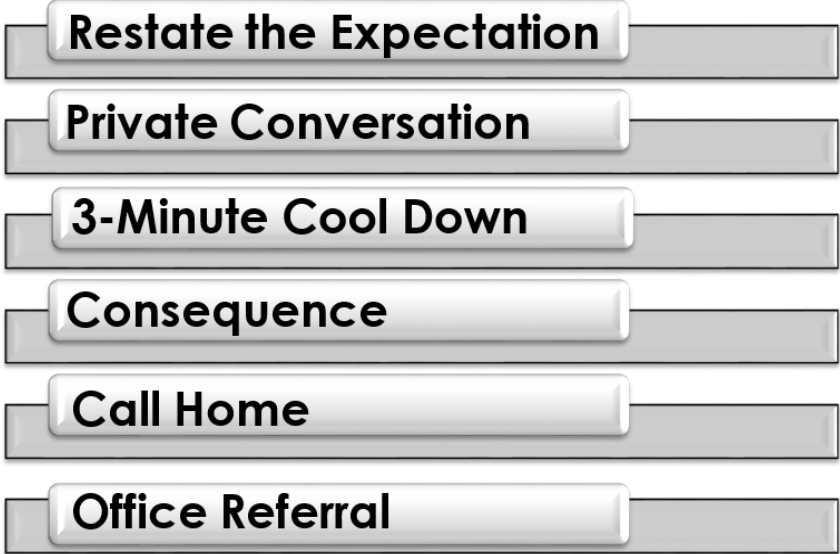 Restate the Expectation
Private Conversation
3-Minute Cool Down
Consequence
Call Home
Office Referral